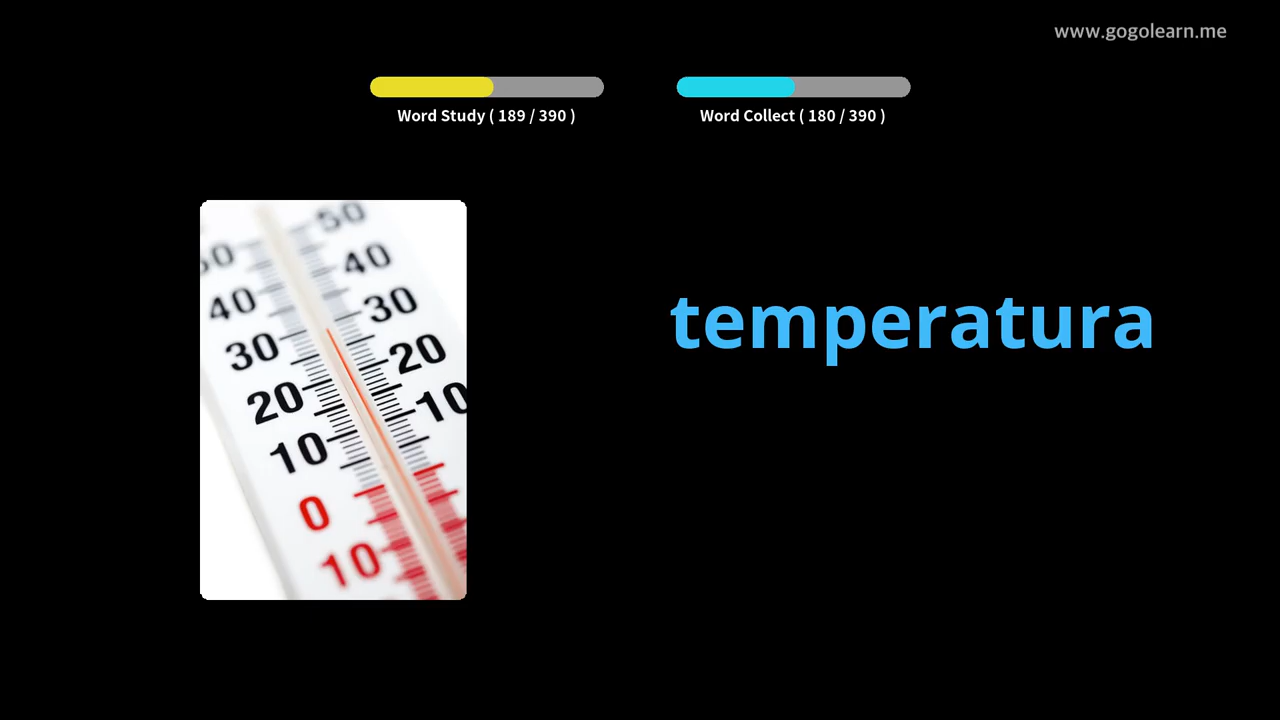 www.gogolearn.me
Word Study ( 189 / 390 )
Word Collect ( 180 / 390 )
50
40 40
30 30
20 20
10 10
0
10
temperatura